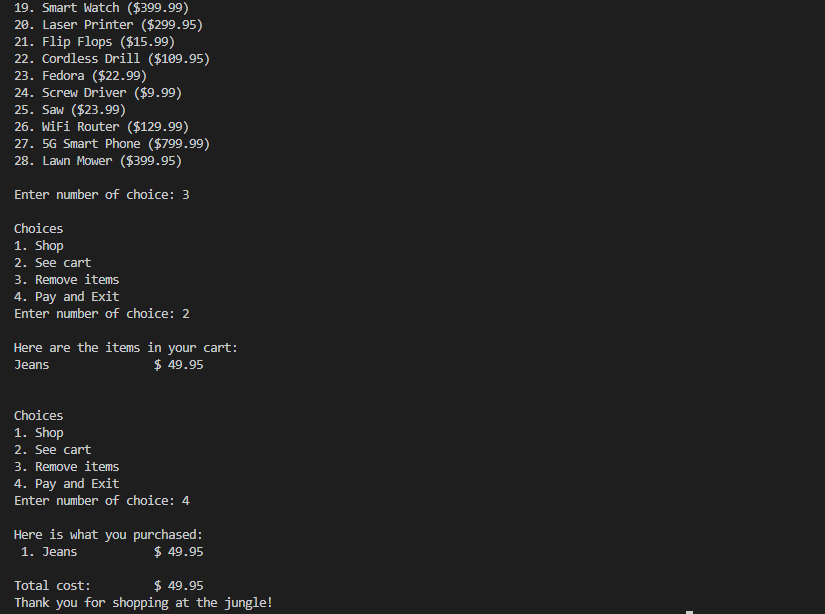 19. Smart Watch ($399.99)
20. Laser Printer ($299.95)
21. Flip Flops ($15.99)
22. Cordless Drill ($109.95)
23. Fedora ($22.99)
24. Screw Driver ($9.99)
25. Saw ($23.99)
26. WiFi Router ($129.99)
27. 5G Smart Phone ($799.99)
28. Lawn Mower ($399.95)

Enter number of choice: 3

Choices
1. Shop
2. See cart
3. Remove items
4. Pay and Exit
Enter number of choice: 2

Here are the items in your cart:
Jeans               $ 49.95


Choices
1. Shop
2. See cart
3. Remove items
4. Pay and Exit
Enter number of choice: 4

Here is what you purchased:
 1. Jeans           $ 49.95

Total cost:         $ 49.95
Thank you for shopping at the jungle!